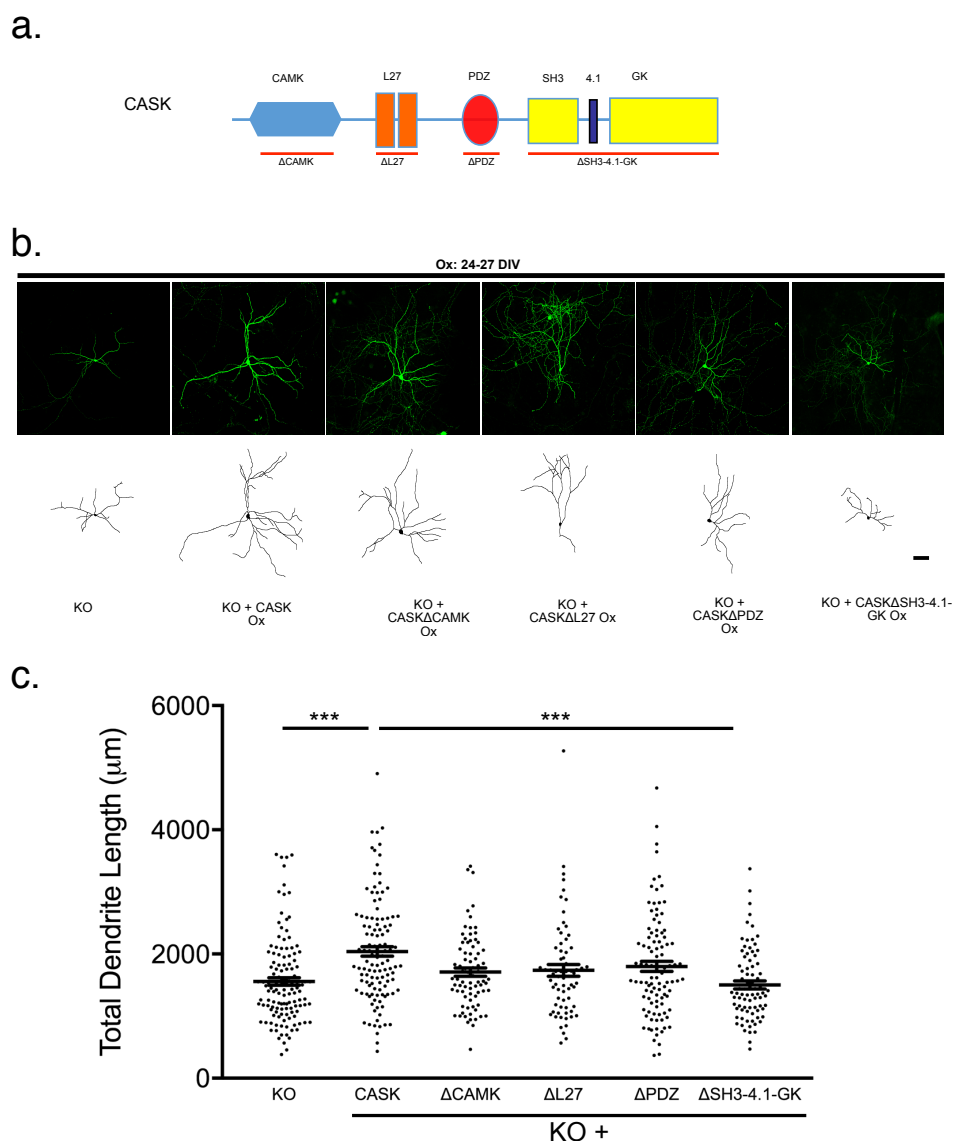 a.
CAMK L27 PDZ SH3 4.1 GK
CASK
ΔCAMK ΔL27 ΔPDZ ΔSH3-4.1-GK
b.
Ox: 24-27 DIV
KO
KO + CASK
Ox
KO +
CASKΔCAMK
Ox
KO +
CASKΔL27 Ox
KO +
CASKΔPDZ
Ox
KO + CASKΔSH3-4.1-
GK Ox
c.
Total Dendrite Length (μm)
6000
4000
2000
0
*** ***
KO CASK ΔCAMK ΔL27 ΔPDZ ΔSH3-4.1-GK
KO +